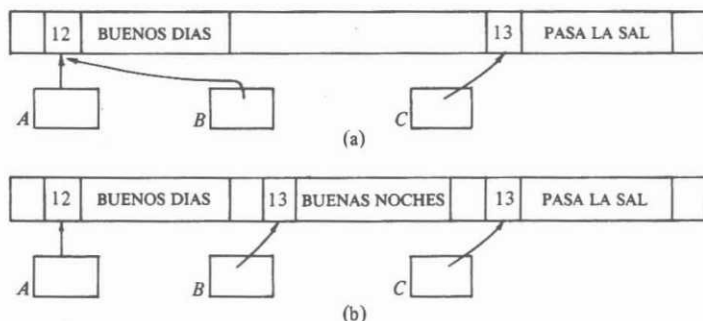 12 BUENOS DIAS 13 PASA LA SAL
A B C
(a)
12 BUENOS DIAS 13 BUENAS NOCHES 13 PASA LA SAL
A B C
(b)